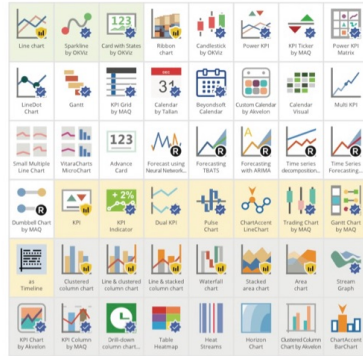 Line chart
Sparkline
by OKViz
Card with States
by OKViz
Ribbon
chart
Candlestick
by OKViz
Power KPI
KPI Ticker
by MAQ
Power KPI
Matrix
123
LineDot
Chart
Gantt
KPI Grid
by MAQ
Calendar
by Tallan
Beyondsoft
Calendar
Custom Calendar
by Akvelon
Calendar
Visual
Multi KPI
31
Small Multiple
Line Chart
VitaraCharts
MicroChart
Advance
Card
Forecast using
Neural Network...
Forecasting
TBATS
Forecasting
with ARIMA
Time series
decomposition...
Time Series
Forecasting...
123
R
R
R
R
R
Dumbbell Chart
by MAQ
KPI
KPI
Indicator
Dual KPI
Pulse
Chart
ChartAccent
LineChart
Trading Chart
by MAQ
Gantt Chart
by MAQ
R
+ 2%
as
Timeline
Clustered
column chart
Line & clustered
column chart
Line & stacked
column chart
Waterfall
chart
Stacked
area chart
Area
chart
Stream
Graph
KPI Chart
by Akvelon
KPI Column
by MAQ
Drill-down
column chart...
Table
Heatmap
Heat
Streams
Horizon
Chart
Clustered Column
Chart by Akvelon
ChartAccent
BarChart